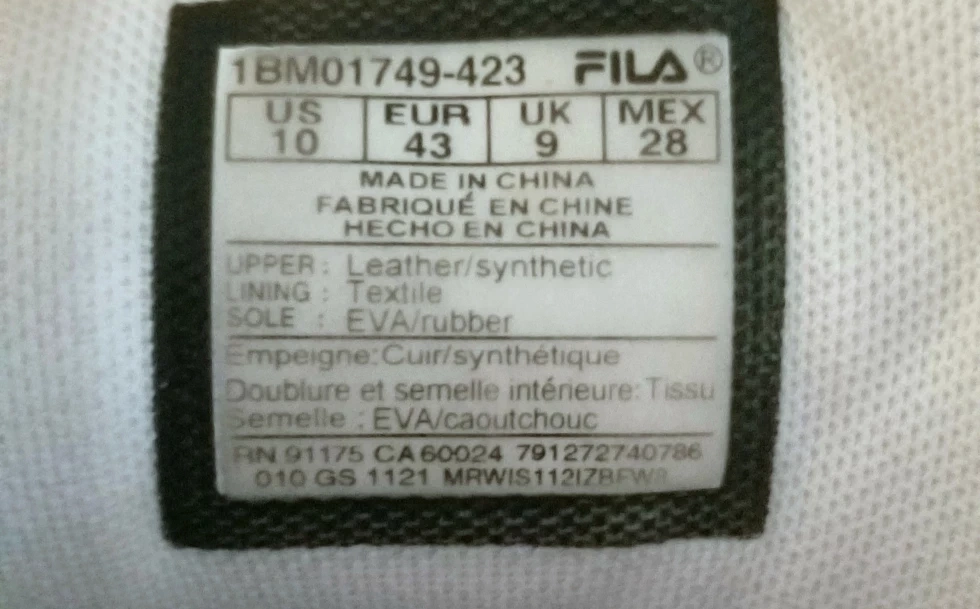 1BM01749-423 FILA®
US EUR UK MEX
10 43 9 28
MADE IN CHINA
FABRIQUÉ EN CHINE
HECHO EN CHINA
UPPER : Leather/synthetic
LINING : Textile
SOLE : EVA/rubber
Empeigne:Cuir/synthétique
Doublure et semelle intérieure: Tissu
Semelle : EVA/caoutchouc
RN 91175 CA 60024 791272740786
010 GS 1121